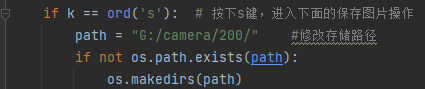 if k == ord('s'):  # 按下s键，进入下面的保存图片操作
    path = "G:/camera/200/"     #修改存储路径
    if not os.path.exists(path):
        os.makedirs(path)